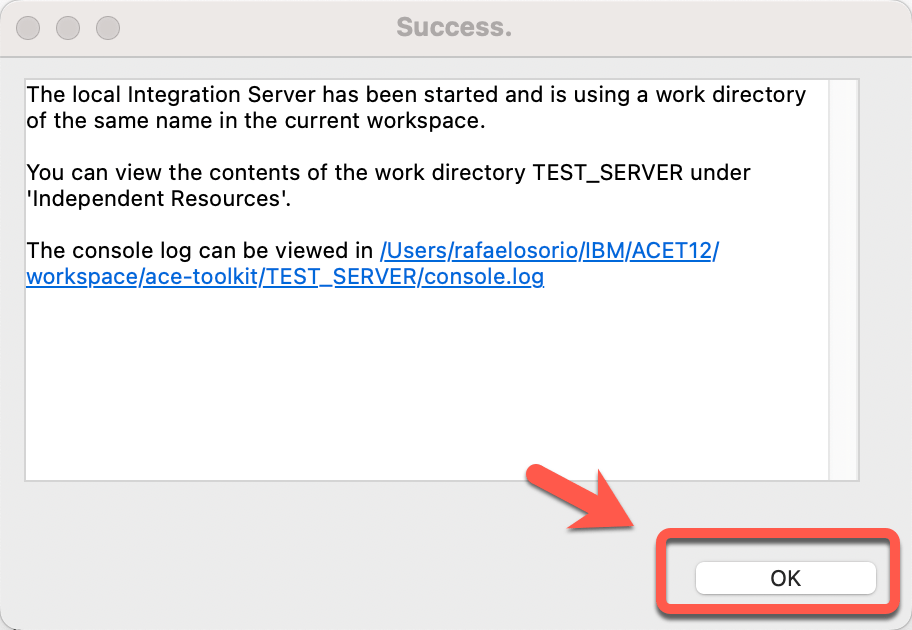 Success.
The local Integration Server has been started and is using a work directory
of the same name in the current workspace.
You can view the contents of the work directory TEST_SERVER under
'Independent Resources'.
The console log can be viewed in /Users/rafaelosorio/IBM/ACET12/
workspace/ace-toolkit/TEST_SERVER/console.log
OK